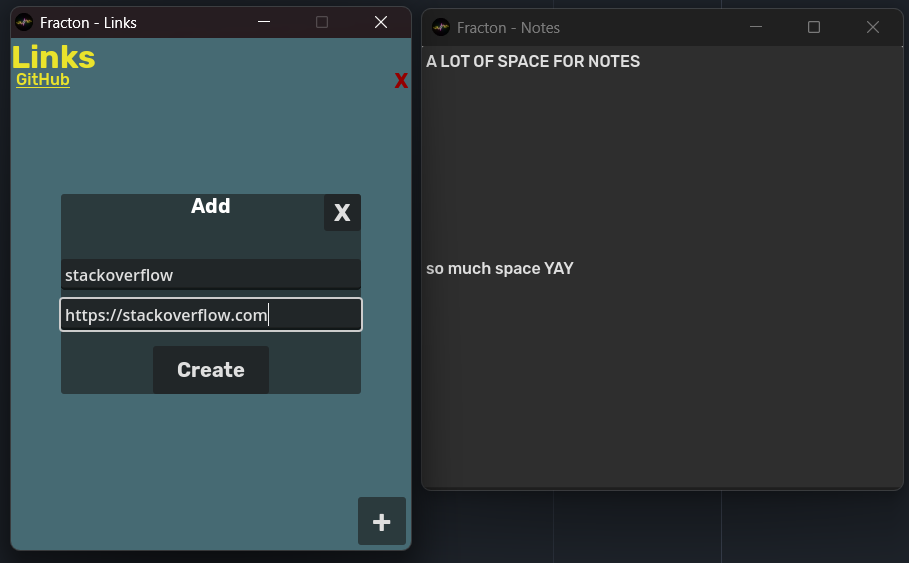 Fracton - Links
Links
GitHub
X
Add
X
stackoverflow
https://stackoverflow.com
Create
+
Fracton - Notes
A LOT OF SPACE FOR NOTES
so much space YAY